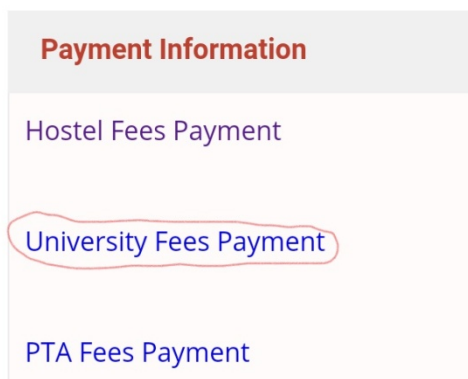 Payment Information
Hostel Fees Payment
University Fees Payment
PTA Fees Payment